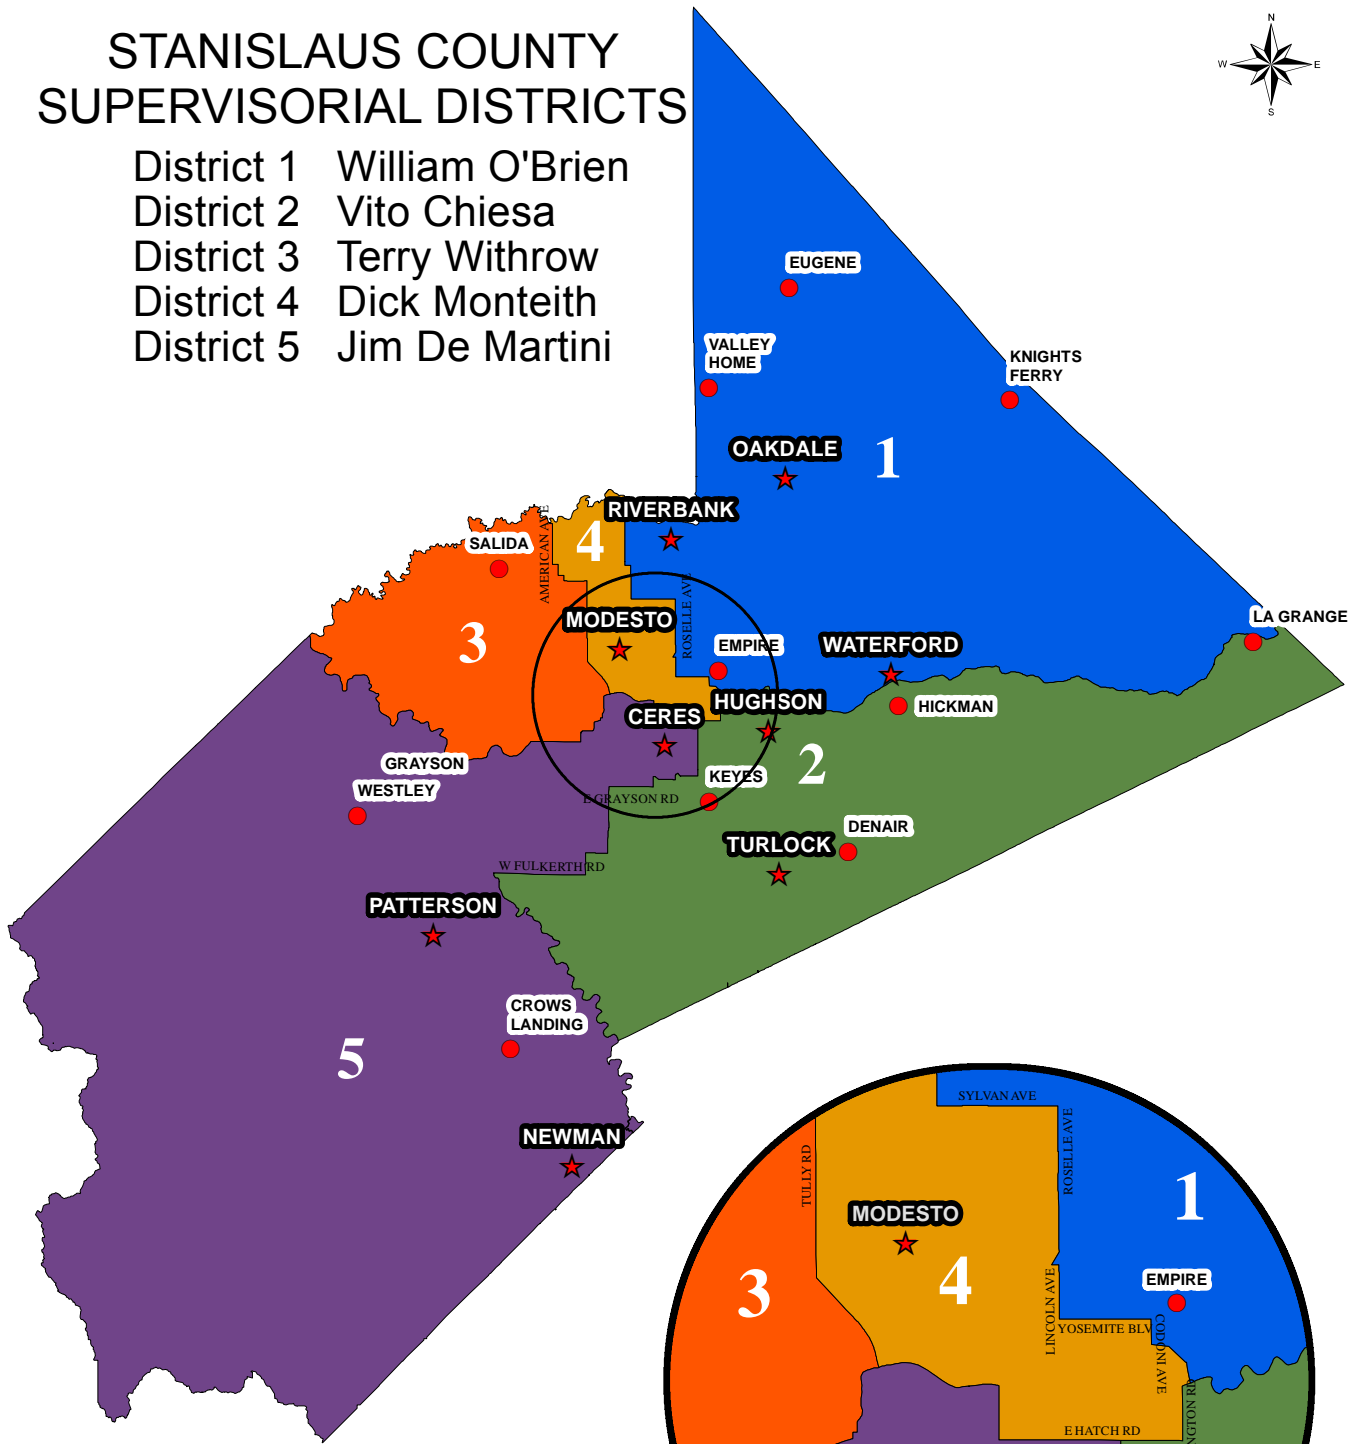 STANISLAUS COUNTY
SUPERVISORIAL DISTRICTS
District 1 William O'Brien
District 2 Vito Chiesa
District 3 Terry Withrow
District 4 Dick Monteith
District 5 Jim De Martini
N
W E
S
EUGENE
VALLEY
HOME
KNIGHTS
FERRY
OAKDALE
1
RIVERBANK
AMERICAN AVE
4
SALIDA
ROSELLE AVE
MODESTO
3
EMPIRE
WATERFORD
LA GRANGE
HUGHSON
HICKMAN
CERES
2
GRAYSON
WESTLEY
KEYES
E GRAYSON RD
DENAIR
TURLOCK
W FULKERTH RD
PATTERSON
CROWS
LANDING
5
NEWMAN
SYLVAN AVE
ROSELLE AVE
TULLY RD
1
MODESTO
4
3
EMPIRE
LINCOLN AVE
YOSEMITE BLV
CODONI AVE
E HATCH RD